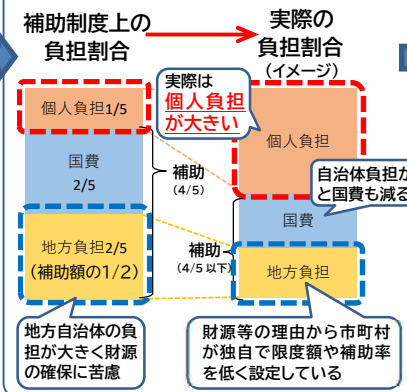 補助制度上の
負担割合
実際の
負担割合
(イメージ)
個人負担1/5
国費
2/5
地方負担2/5
(補助額の1/2)
補助
(4/5)
地方自治体の負
担が大きく財源
の確保に苦慮
実際は
個人負担
が大きい
個人負担
自治体負担が
と国費も減る
国費
補助
(4/5 以下)
地方負担
財源等の理由から市町村
が独自で限度額や補助率
を低く設定している